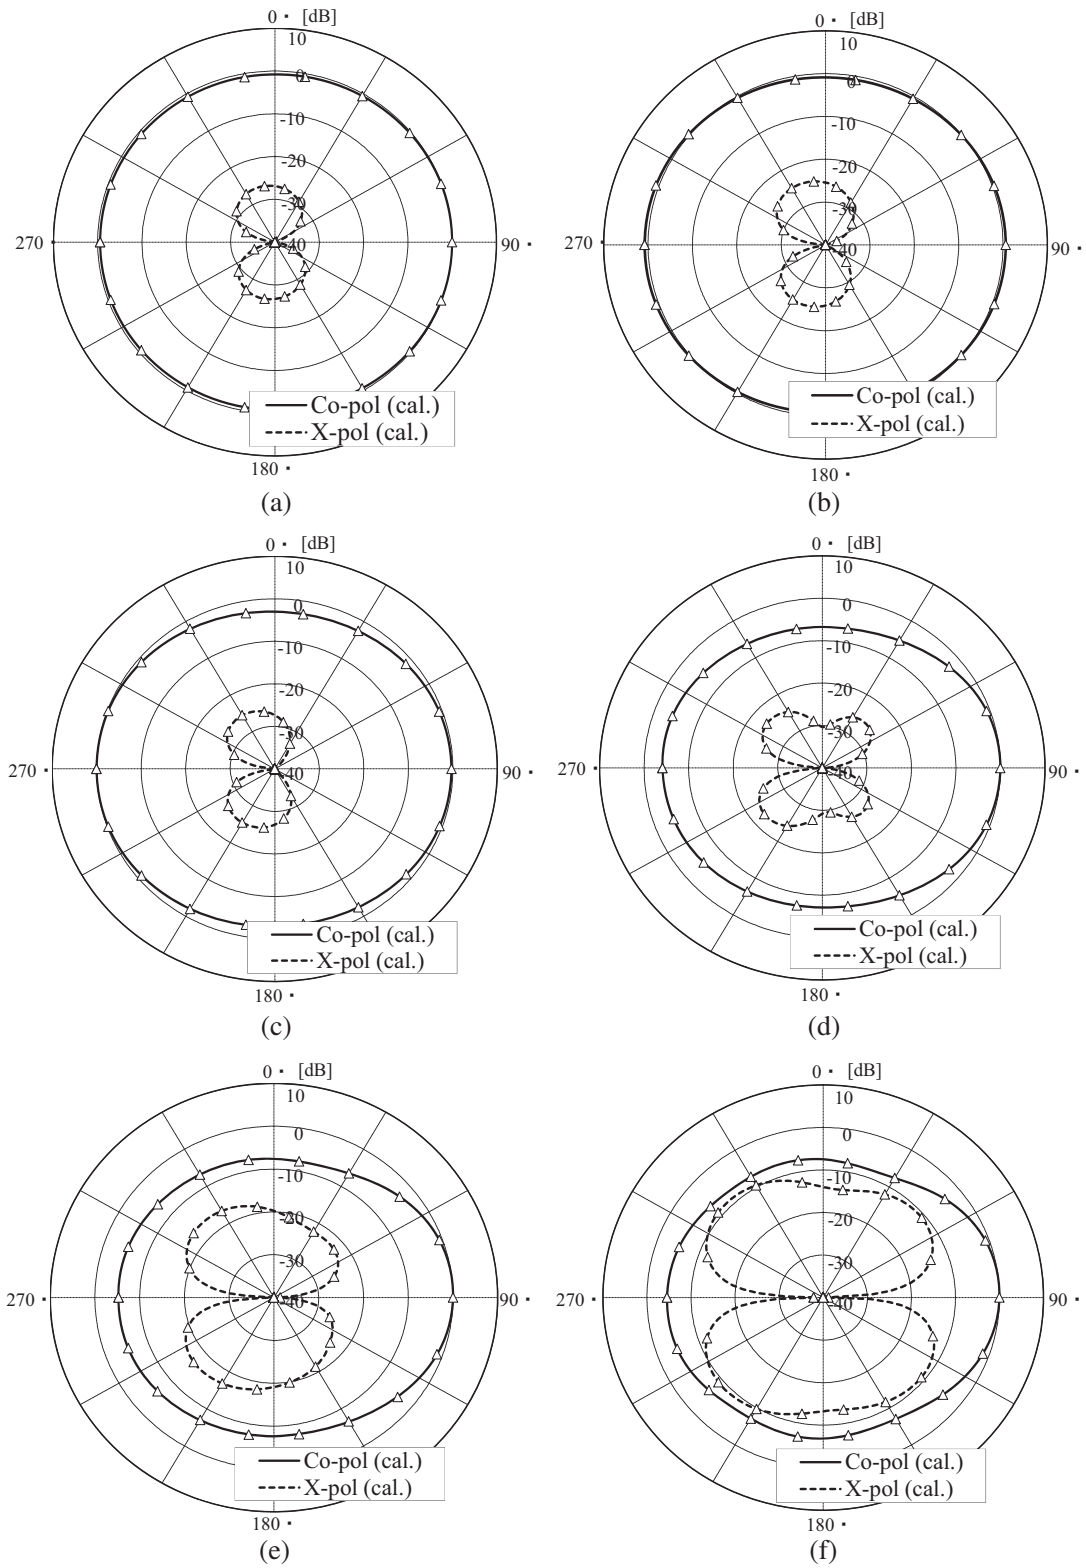 0 ▪ [dB]
10
0
-10
-20
-30
-40
270 ▪
90 ▪
Co-pol (cal.)
X-pol (cal.)
180 ▪
(a)
0 ▪ [dB]
10
0
-10
-20
-30
-40
270 ▪
90 ▪
Co-pol (cal.)
X-pol (cal.)
180 ▪
(b)
0 ▪ [dB]
10
0
-10
-20
-30
-40
270 ▪
90 ▪
Co-pol (cal.)
X-pol (cal.)
180 ▪
(c)
0 ▪ [dB]
10
0
-10
-20
-30
-40
270 ▪
90 ▪
Co-pol (cal.)
X-pol (cal.)
180 ▪
(d)
0 ▪ [dB]
10
0
-10
-20
-30
-40
270 ▪
90 ▪
Co-pol (cal.)
X-pol (cal.)
180 ▪
(e)
0 ▪ [dB]
10
0
-10
-20
-30
-40
270 ▪
90 ▪
Co-pol (cal.)
X-pol (cal.)
180 ▪
(f)